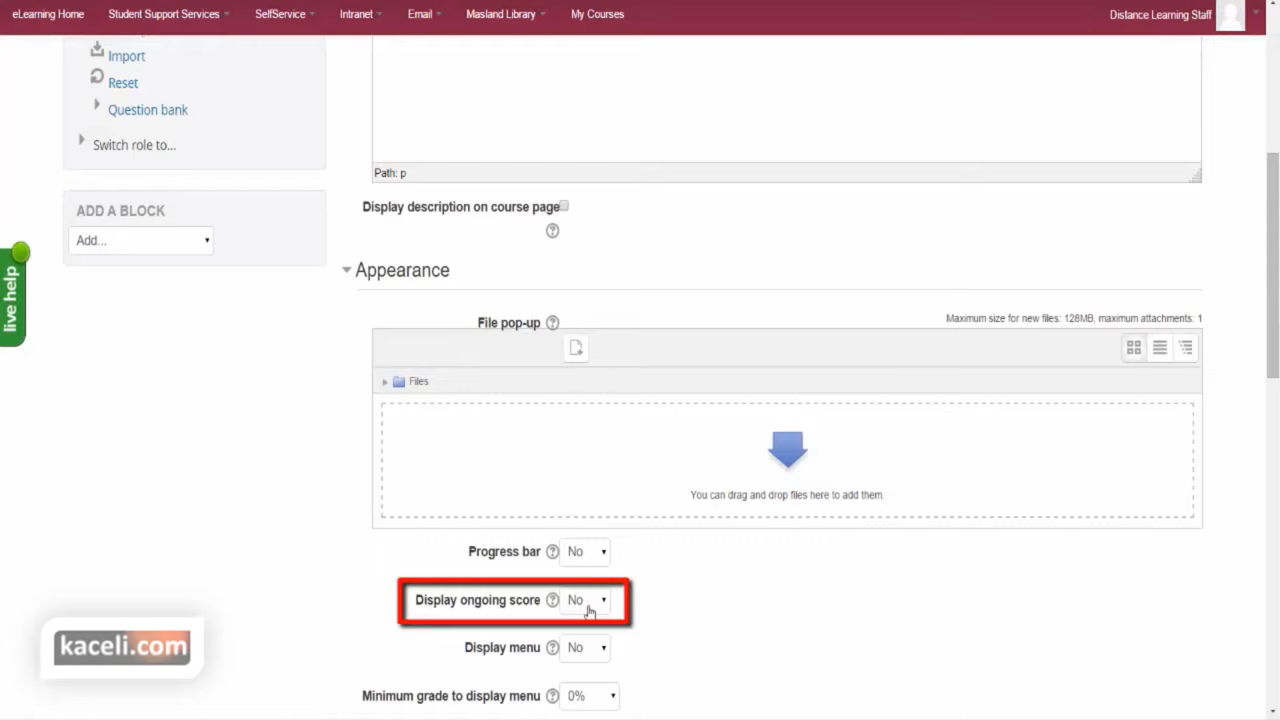 eLearning Home Student Support Services SelfService Intranet Email Masland Library My Courses Distance Learning Staff
Import
Reset
Question bank
Switch role to...
ADD A BLOCK
Add...
live help
Path: p
Display description on course page
Appearance
File pop-up
Maximum size for new files: 128MB, maximum attachments: 1
Files
You can drag and drop files here to add them.
Progress bar No
Display ongoing score No
Display menu No
Minimum grade to display menu 0%
kaceli.com